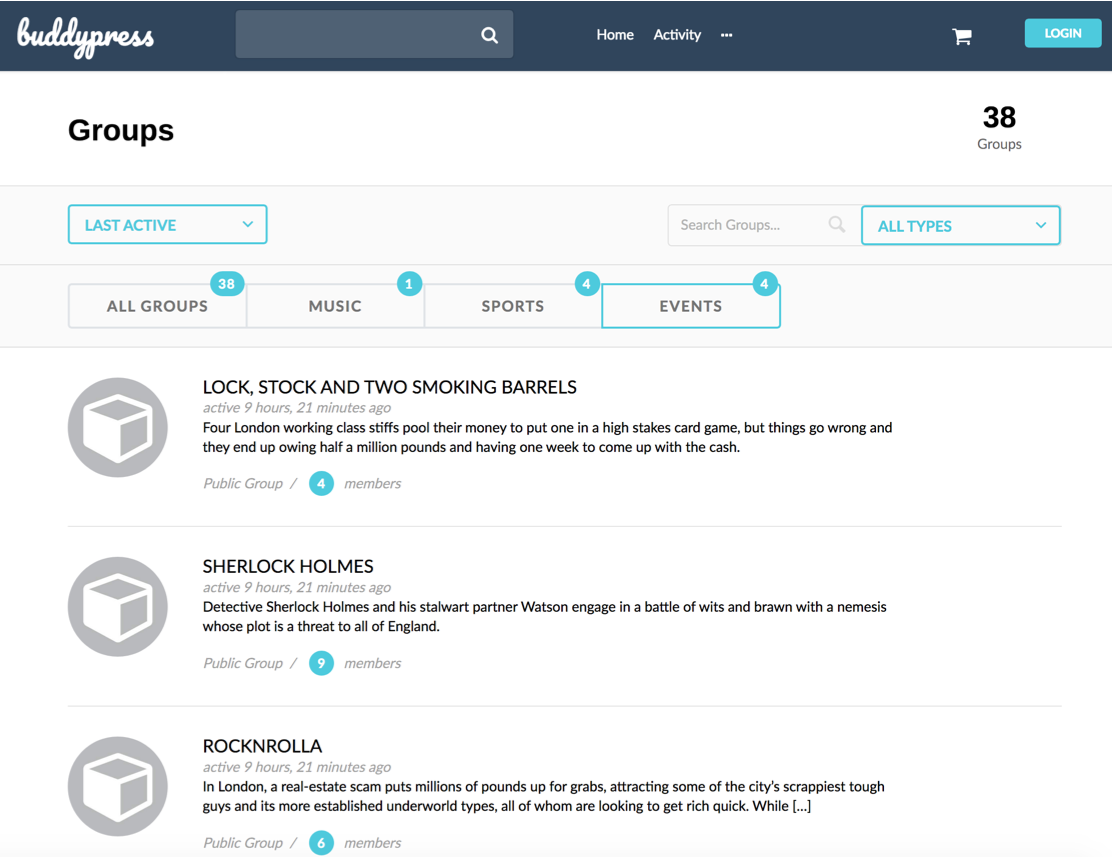 buddypress
Home Activity ···
LOGIN
Groups
38
Groups
LAST ACTIVE
Search Groups...
ALL TYPES
ALL GROUPS 38
MUSIC 1
SPORTS 4
EVENTS 4
LOCK, STOCK AND TWO SMOKING BARRELS
active 9 hours, 21 minutes ago
Four London working class stiffs pool their money to put one in a high stakes card game, but things go wrong and
they end up owing half a million pounds and having one week to come up with the cash.
Public Group / 4 members
SHERLOCK HOLMES
active 9 hours, 21 minutes ago
Detective Sherlock Holmes and his stalwart partner Watson engage in a battle of wits and brawn with a nemesis
whose plot is a threat to all of England.
Public Group / 9 members
ROCKNROLLA
active 9 hours, 21 minutes ago
In London, a real-estate scam puts millions of pounds up for grabs, attracting some of the city's scrappiest tough
guys and its more established underworld types, all of whom are looking to get rich quick. While [...]
Public Group / 6 members